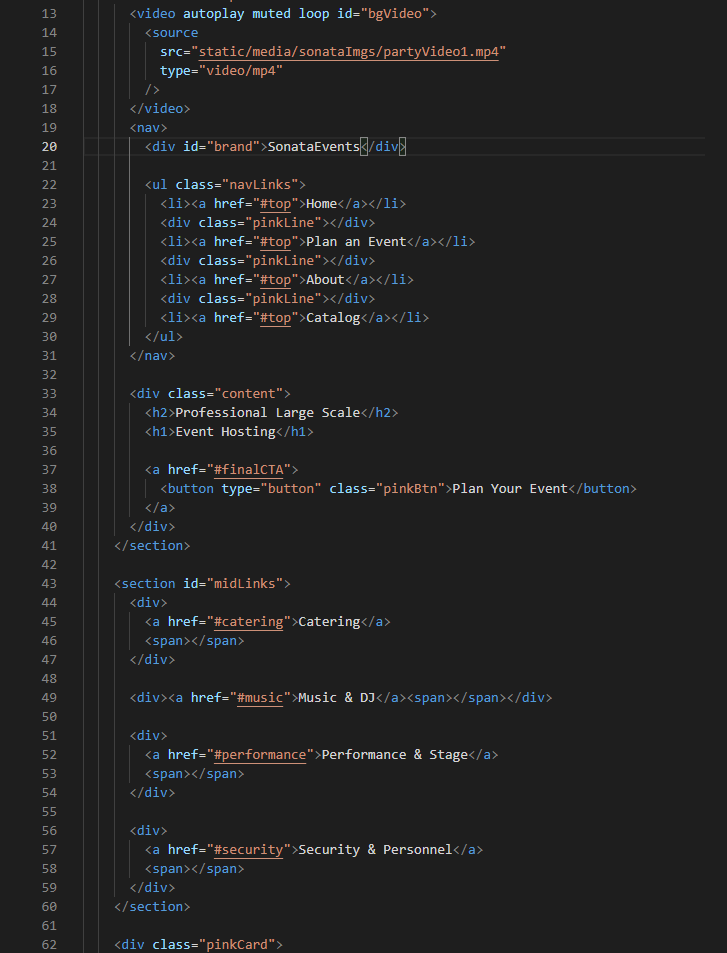 13 <video autoplay muted loop id="bgVideo">
14 <source
15 src="static/media/sonataImgs/partyVideo1.mp4"
16 type="video/mp4"
17 />
18 </video>
19 <nav>
20 <div id="brand">SonataEvents</div>
21
22 <ul class="navLinks">
23 <li><a href="#top">Home</a></li>
24 <div class="pinkLine"></div>
25 <li><a href="#top">Plan an Event</a></li>
26 <div class="pinkLine"></div>
27 <li><a href="#top">About</a></li>
28 <div class="pinkLine"></div>
29 <li><a href="#top">Catalog</a></li>
30 </ul>
31 </nav>
32
33 <div class="content">
34 <h2>Professional Large Scale</h2>
35 <h1>Event Hosting</h1>
36
37 <a href="#finalCTA">
38 <button type="button" class="pinkBtn">Plan Your Event</button>
39 </a>
40 </div>
41 </section>
42
43 <section id="midLinks">
44 <div>
45 <a href="#catering">Catering</a>
46 <span></span>
47 </div>
48
49 <div><a href="#music">Music & DJ</a><span></span></div>
50
51 <div>
52 <a href="#performance">Performance & Stage</a>
53 <span></span>
54 </div>
55
56 <div>
57 <a href="#security">Security & Personnel</a>
58 <span></span>
59 </div>
60 </section>
61
62 <div class="pinkCard">